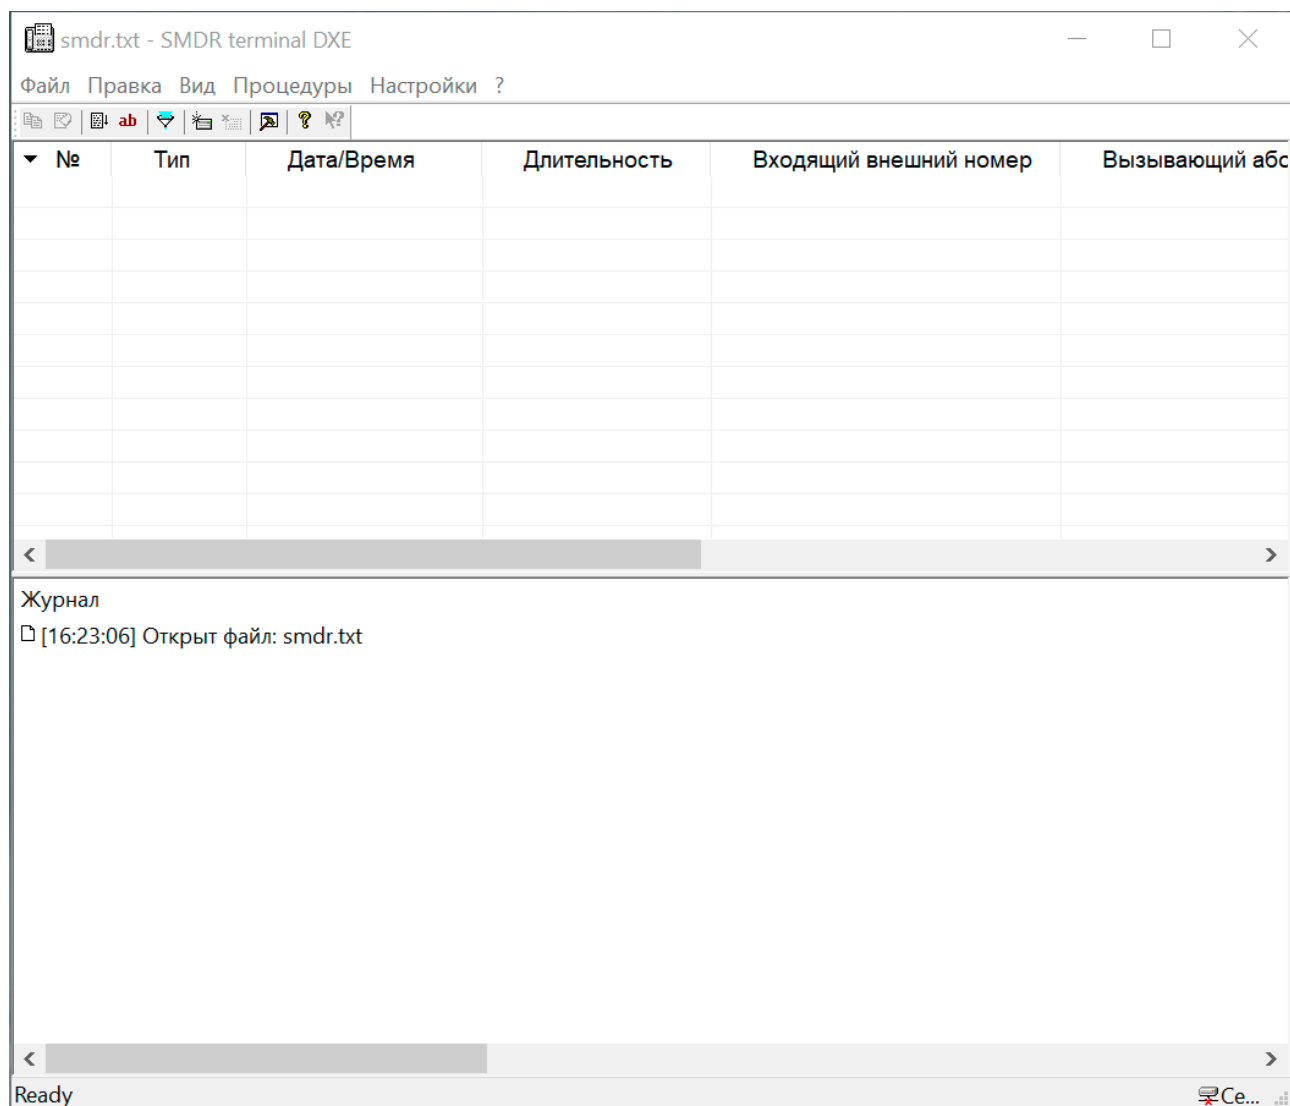 smdr.txt - SMDR terminal DXE
Файл Правка Вид Процедуры Настройки ?
ab
№ Тип Дата/Время Длительность Входящий внешний номер Вызывающий або
Журнал
[16:23:06] Открыт файл: smdr.txt
Ready Се...